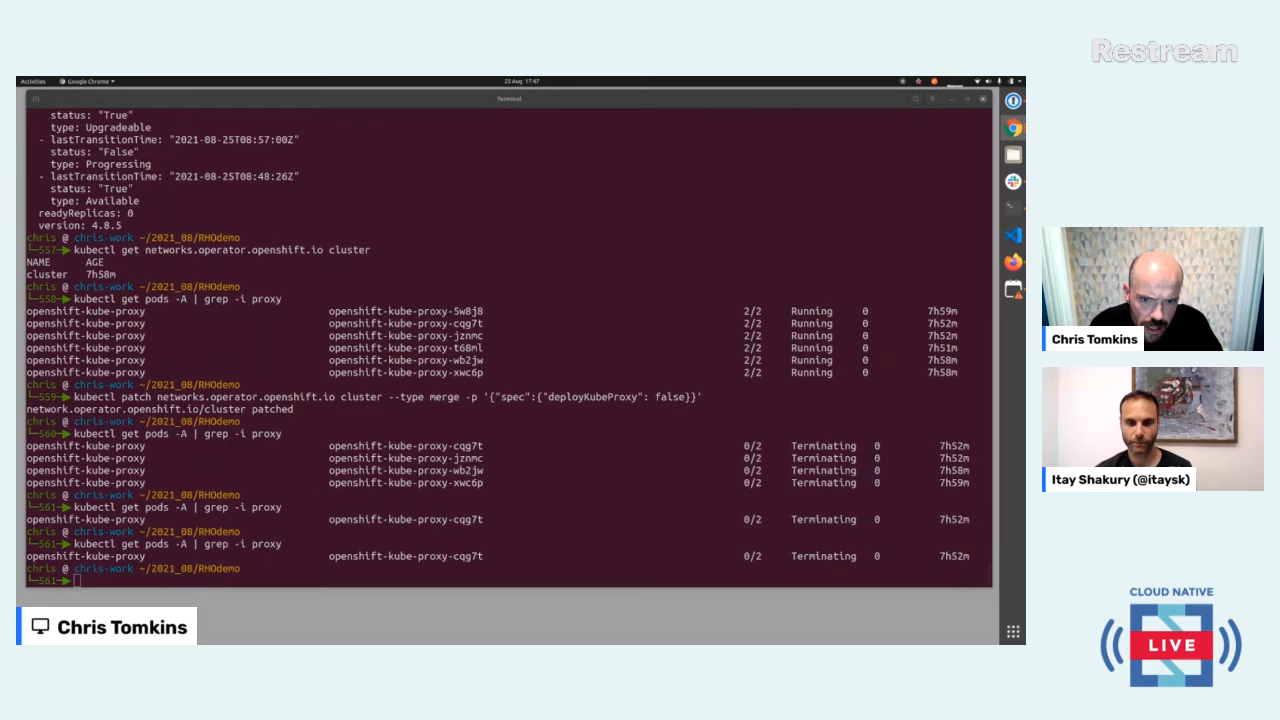 Restream
Activities Google Chrome ▾ 25 Aug 17:47
Terminal
status: "True"
type: Upgradeable
- lastTransitionTime: "2021-08-25T08:57:00Z"
status: "False"
type: Progressing
- lastTransitionTime: "2021-08-25T08:48:26Z"
status: "True"
type: Available
readyReplicas: 0
version: 4.8.5
chris @ chris-work ~/2021_08/RHOdemo
└─557─▶ kubectl get networks.operator.openshift.io cluster
NAME AGE
cluster 7h58m
chris @ chris-work ~/2021_08/RHOdemo
└─558─▶ kubectl get pods -A | grep -i proxy
openshift-kube-proxy openshift-kube-proxy-5w8j8 2/2 Running 0 7h59m
openshift-kube-proxy openshift-kube-proxy-cqg7t 2/2 Running 0 7h52m
openshift-kube-proxy openshift-kube-proxy-jznmc 2/2 Running 0 7h52m
openshift-kube-proxy openshift-kube-proxy-t68ml 2/2 Running 0 7h51m
openshift-kube-proxy openshift-kube-proxy-wb2jw 2/2 Running 0 7h58m
openshift-kube-proxy openshift-kube-proxy-xwc6p 2/2 Running 0 7h58m
chris @ chris-work ~/2021_08/RHOdemo
└─559─▶ kubectl patch networks.operator.openshift.io cluster --type merge -p '{"spec":{"deployKubeProxy": false}}'
network.operator.openshift.io/cluster patched
chris @ chris-work ~/2021_08/RHOdemo
└─560─▶ kubectl get pods -A | grep -i proxy
openshift-kube-proxy openshift-kube-proxy-cqg7t 0/2 Terminating 0 7h52m
openshift-kube-proxy openshift-kube-proxy-jznmc 0/2 Terminating 0 7h52m
openshift-kube-proxy openshift-kube-proxy-wb2jw 0/2 Terminating 0 7h58m
openshift-kube-proxy openshift-kube-proxy-xwc6p 0/2 Terminating 0 7h59m
chris @ chris-work ~/2021_08/RHOdemo
└─561─▶ kubectl get pods -A | grep -i proxy
openshift-kube-proxy openshift-kube-proxy-cqg7t 0/2 Terminating 0 7h52m
chris @ chris-work ~/2021_08/RHOdemo
└─561─▶ kubectl get pods -A | grep -i proxy
openshift-kube-proxy openshift-kube-proxy-cqg7t 0/2 Terminating 0 7h52m
chris @ chris-work ~/2021_08/RHOdemo
└─561─▶
Chris Tomkins
Chris Tomkins
Itay Shakury (@itaysk)
CLOUD NATIVE
LIVE